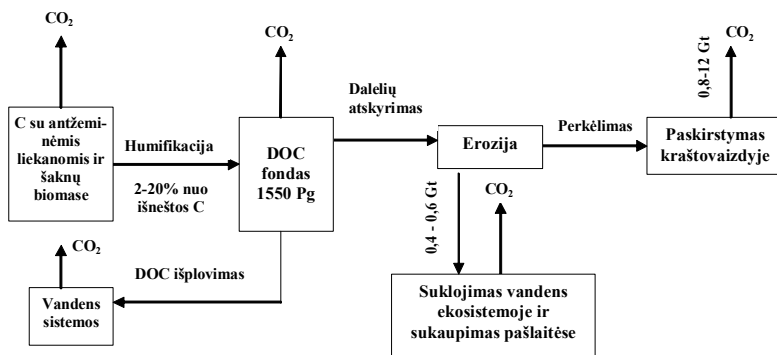 CO₂
C su antžemi-
nėmis
liekanomis ir
šaknų
biomase
Humifikacija
2-20% nuo
išneštos C
CO₂
DOC
fondas
1550 Pg
Dalelių
atskyrimas
Erozija
Perkėlimas
CO₂
0,8-12 Gt
Paskirstymas
kraštovaizdyje
0,4 - 0,6 Gt
CO₂
Suklojimas vandens
ekosistemoje ir
sukaupimas pašlaitėse
DOC išplovimas
CO₂
Vandens
sistemos